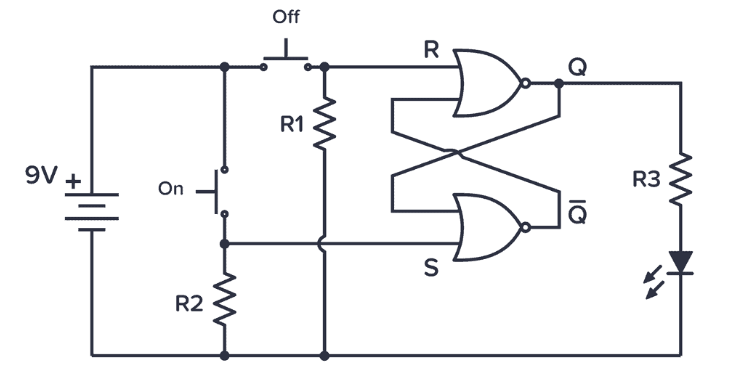 Off
R
Q
R1
9V
+
On
R3
Q̅
S
R2